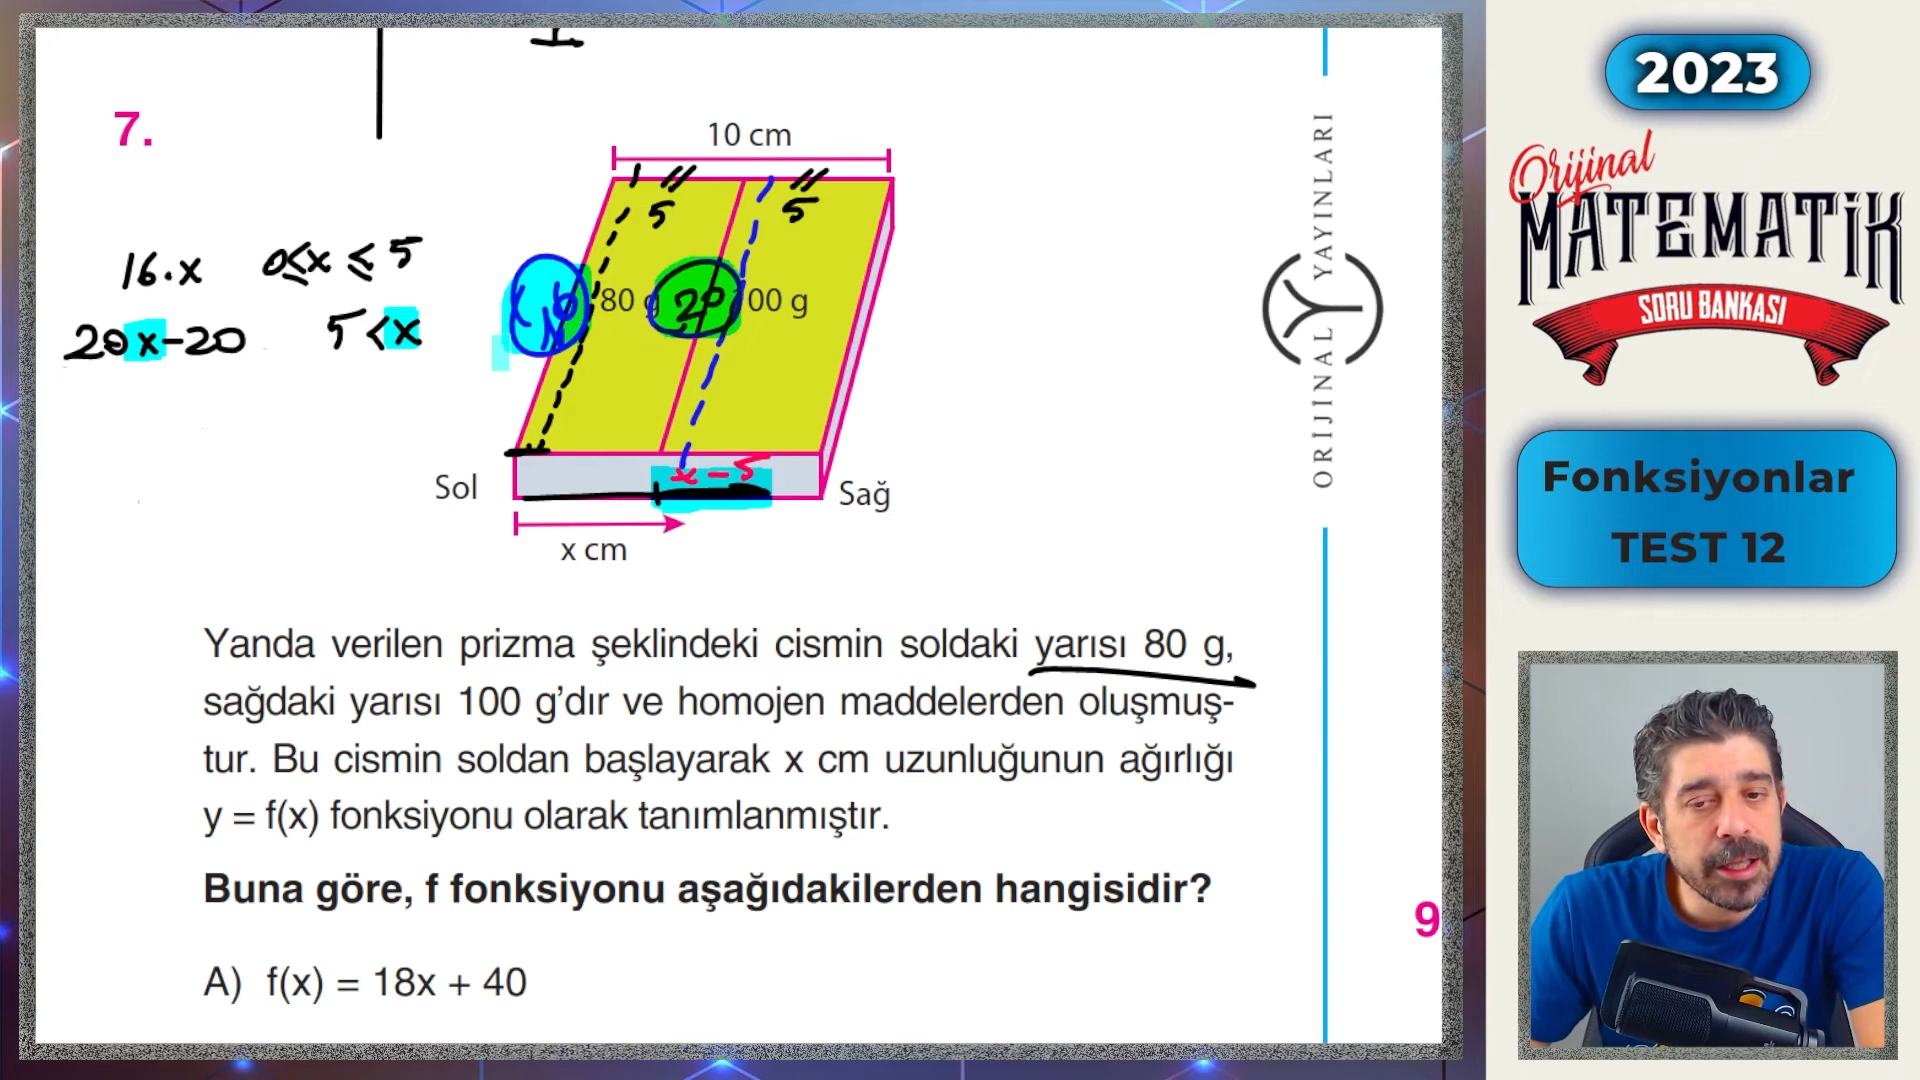 7.
10 cm
5
5
16.x 0≤x ≤ 5
20x-20 5 <x
16
80 g
20
00 g
x-5
Sol
Sağ
x cm
Yanda verilen prizma şeklindeki cismin soldaki yarısı 80 g,
sağdaki yarısı 100 g’dır ve homojen maddelerden oluşmuş-
tur. Bu cismin soldan başlayarak x cm uzunluğunun ağırlığı
y = f(x) fonksiyonu olarak tanımlanmıştır.
Buna göre, f fonksiyonu aşağıdakilerden hangisidir?
A) f(x) = 18x + 40
9
ORİJİNAL YAYINLARI
2023
Orijinal
MATEMATİK
SORU BANKASI
Fonksiyonlar
TEST 12